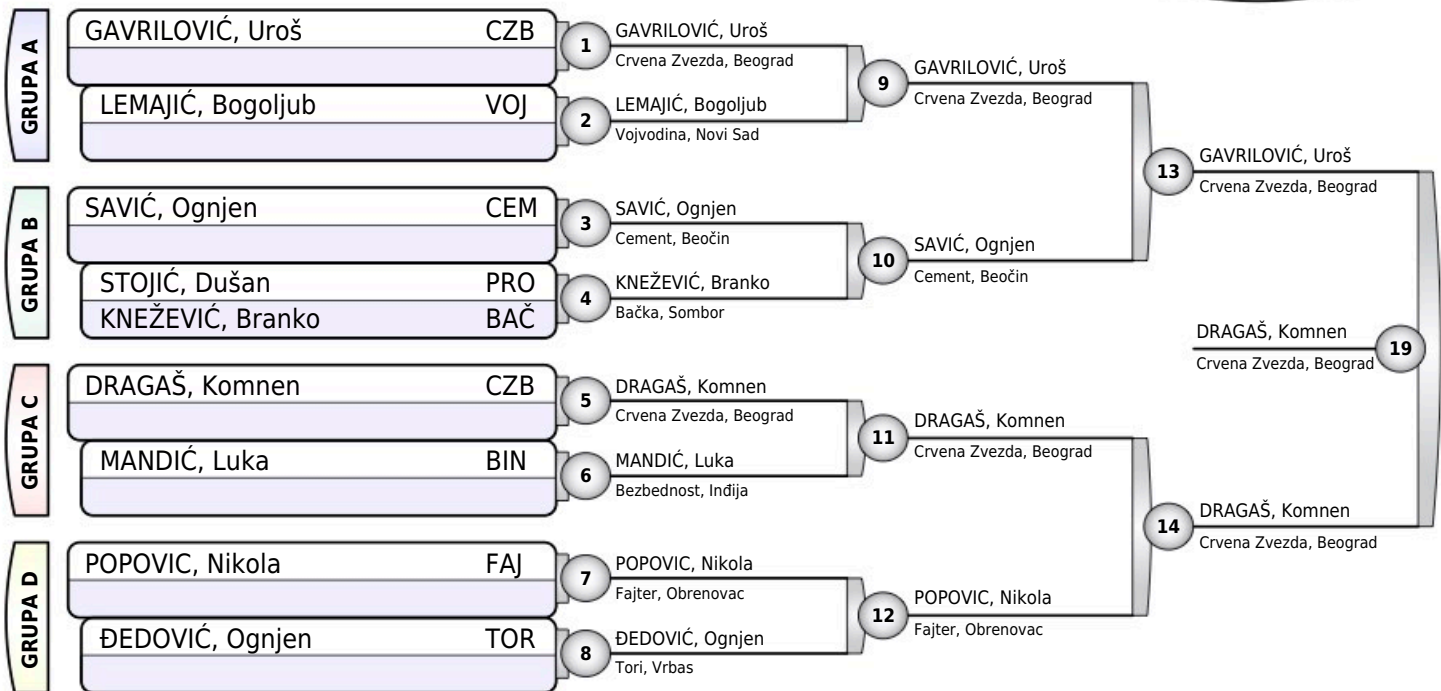 GRUPA A
GAVRILOVIĆ, Uroš CZB
LEMAJIĆ, Bogoljub VOJ
GRUPA B
SAVIĆ, Ognjen CEM
STOJIĆ, Dušan PRO
KNEŽEVIĆ, Branko BAČ
GRUPA C
DRAGAŠ, Komnen CZB
MANDIĆ, Luka BIN
GRUPA D
POPOVIC, Nikola FAJ
ĐEDOVIĆ, Ognjen TOR
1
GAVRILOVIĆ, Uroš
Crvena Zvezda, Beograd
2
LEMAJIĆ, Bogoljub
Vojvodina, Novi Sad
3
SAVIĆ, Ognjen
Cement, Beočin
4
KNEŽEVIĆ, Branko
Bačka, Sombor
5
DRAGAŠ, Komnen
Crvena Zvezda, Beograd
6
MANDIĆ, Luka
Bezbednost, Inđija
7
POPOVIC, Nikola
Fajter, Obrenovac
8
ĐEDOVIĆ, Ognjen
Tori, Vrbas
9
GAVRILOVIĆ, Uroš
Crvena Zvezda, Beograd
10
SAVIĆ, Ognjen
Cement, Beočin
11
DRAGAŠ, Komnen
Crvena Zvezda, Beograd
12
POPOVIC, Nikola
Fajter, Obrenovac
13
GAVRILOVIĆ, Uroš
Crvena Zvezda, Beograd
14
DRAGAŠ, Komnen
Crvena Zvezda, Beograd
DRAGAŠ, Komnen
Crvena Zvezda, Beograd
19